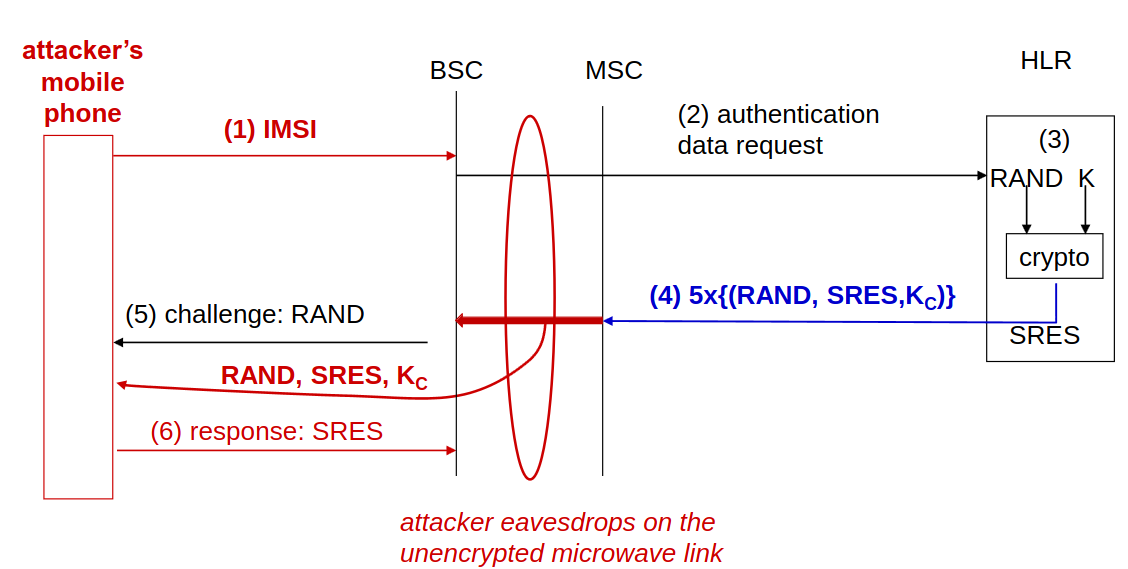 attacker’s
mobile
phone
BSC
MSC
HLR
(1) IMSI
(2) authentication
data request
(3)
RAND K
crypto
(4) 5x{(RAND, SRES,KC)}
SRES
(5) challenge: RAND
RAND, SRES, KC
(6) response: SRES
attacker eavesdrops on the
unencrypted microwave link